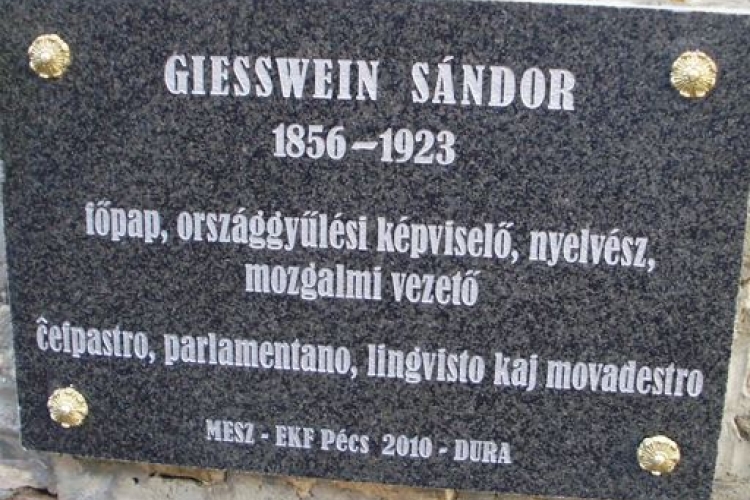 GIESSWEIN SÁNDOR
1856 – 1923
főpap, országgyűlési képviselő, nyelvész,
mozgalmi vezető
ĉefpastro, parlamentano, lingvisto kaj movadestro
MESZ - EKF Pécs 2010 - DURA